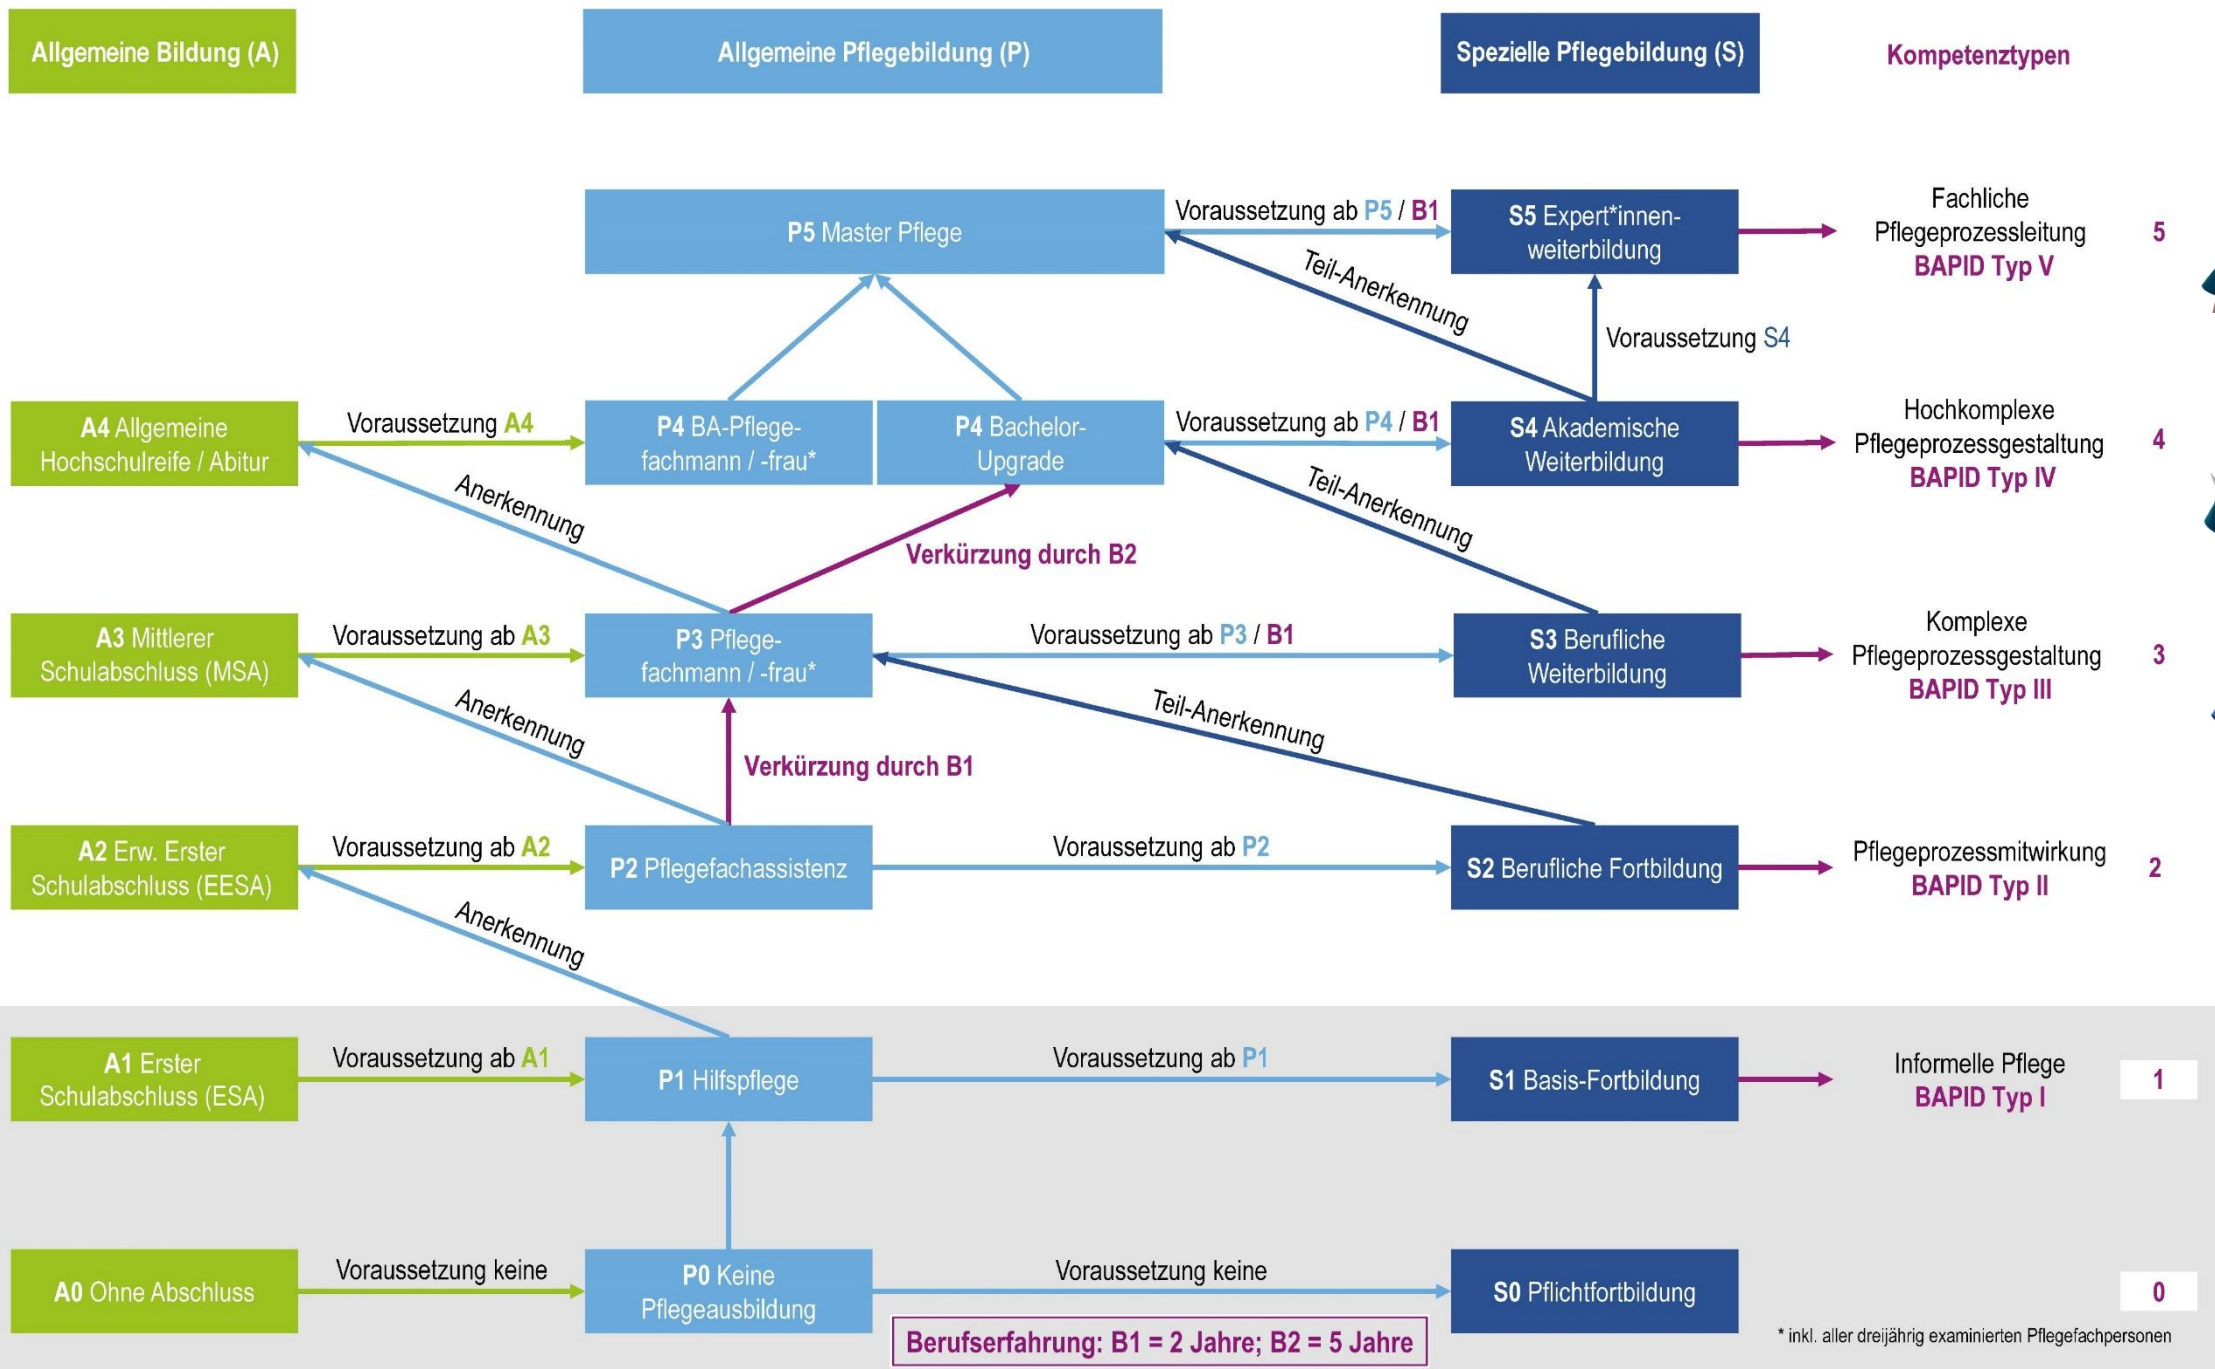 Allgemeine Bildung (A)
Allgemeine Pflegebildung (P)
Spezielle Pflegebildung (S)
Kompetenztypen
P5 Master Pflege
Voraussetzung ab P5 / B1
S5 Expert*innen-
weiterbildung
Fachliche
Pflegeprozessleitung
BAPID Typ V
5
Teil-Anerkennung
Voraussetzung S4
A4 Allgemeine
Hochschulreife / Abitur
Voraussetzung A4
P4 BA-Pflege-
fachmann / -frau*
P4 Bachelor-
Upgrade
Voraussetzung ab P4 / B1
S4 Akademische
Weiterbildung
Hochkomplexe
Pflegeprozessgestaltung
BAPID Typ IV
4
Anerkennung
Verkürzung durch B2
Teil-Anerkennung
A3 Mittlerer
Schulabschluss (MSA)
Voraussetzung ab A3
P3 Pflege-
fachmann / -frau*
Voraussetzung ab P3 / B1
S3 Berufliche
Weiterbildung
Komplexe
Pflegeprozessgestaltung
BAPID Typ III
3
Anerkennung
Verkürzung durch B1
Teil-Anerkennung
A2 Erw. Erster
Schulabschluss (EESA)
Voraussetzung ab A2
P2 Pflegefachassistenz
Voraussetzung ab P2
S2 Berufliche Fortbildung
Pflegeprozessmitwirkung
BAPID Typ II
2
Anerkennung
A1 Erster
Schulabschluss (ESA)
Voraussetzung ab A1
P1 Hilfspflege
Voraussetzung ab P1
S1 Basis-Fortbildung
Informelle Pflege
BAPID Typ I
1
A0 Ohne Abschluss
Voraussetzung keine
P0 Keine
Pflegeausbildung
Voraussetzung keine
S0 Pflichtfortbildung
0
Berufserfahrung: B1 = 2 Jahre; B2 = 5 Jahre
* inkl. aller dreijährig examinierten Pflegefachpersonen